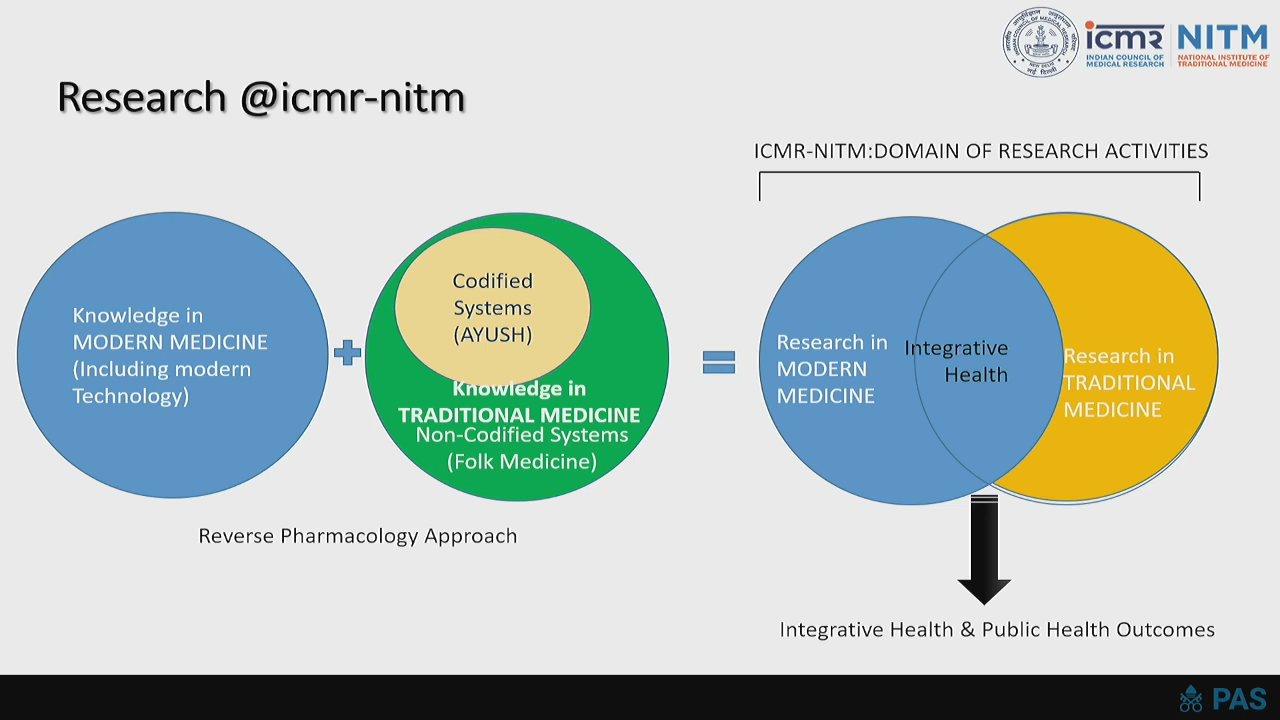 icmr
INDIAN COUNCIL OF
MEDICAL RESEARCH
NITM
NATIONAL INSTITUTE OF
TRADITIONAL MEDICINE
Research @icmr-nitm
ICMR-NITM:DOMAIN OF RESEARCH ACTIVITIES
Knowledge in
MODERN MEDICINE
(Including modern
Technology)
Codified
Systems
(AYUSH)
Knowledge in
TRADITIONAL MEDICINE
Non-Codified Systems
(Folk Medicine)
Research in
MODERN
MEDICINE
Integrative
Health
Research in
TRADITIONAL
MEDICINE
Reverse Pharmacology Approach
Integrative Health & Public Health Outcomes
PAS